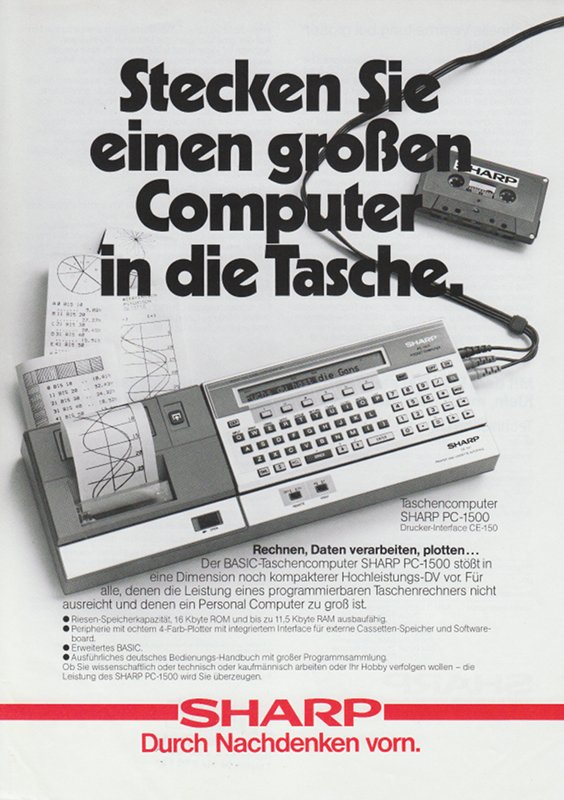 Stecken Sie
einen großen
Computer
in die Tasche.
SHARP
SHARP
die Gans
SHARP
Taschencomputer
SHARP PC-1500
Drucker-Interface CE-150
Rechnen, Daten verarbeiten, plotten...
Der BASIC-Taschencomputer SHARP PC-1500 stößt in
eine Dimension noch kompakterer Hochleistungs-DV vor. Für
alle, denen die Leistung eines programmierbaren Taschenrechners nicht
ausreicht und denen ein Personal Computer zu groß ist.
● Riesen-Speicherkapazität, 16 Kbyte ROM und bis zu 11.5 Kbyte RAM ausbaufähig.
● Peripherie mit echtem 4-Farb-Plotter mit integriertem Interface für externe Cassetten-Speicher und Software-
board.
● Erweitertes BASIC.
● Ausführliches deutsches Bedienungs-Handbuch mit großer Programmsammlung.
Ob Sie wissenschaftlich oder technisch oder kaufmännisch arbeiten oder Ihr Hobby verfolgen wollen – die
Leistung des SHARP PC-1500 wird Sie überzeugen.
SHARP
Durch Nachdenken vorn.